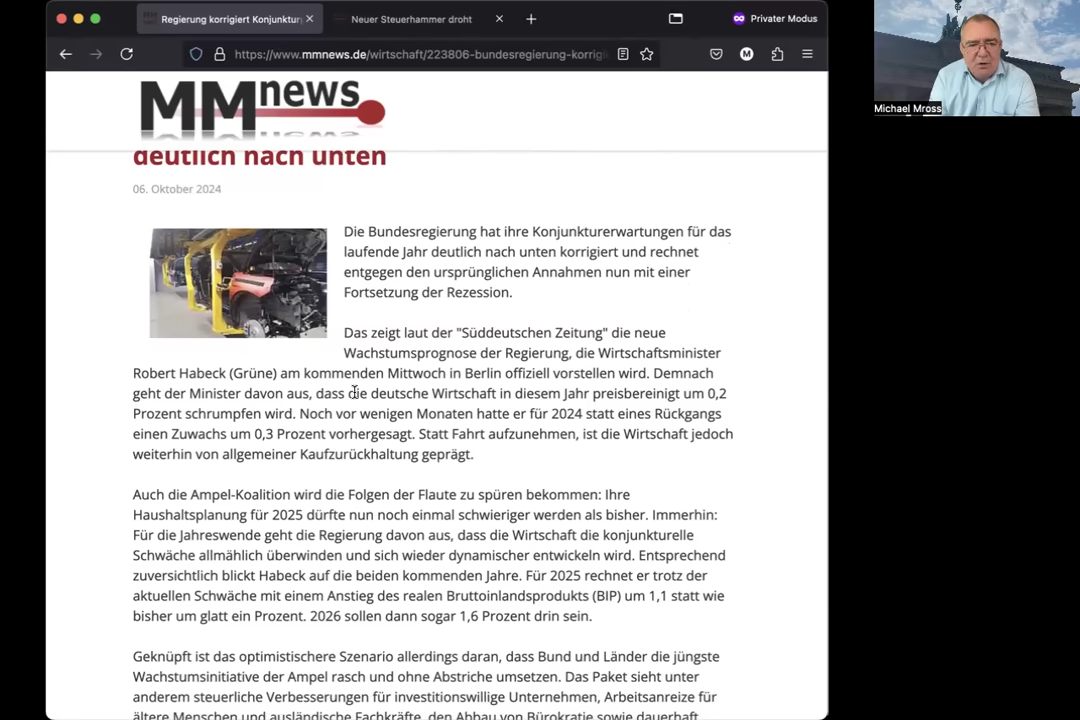 Regierung korrigiert Konjunktur
Neuer Steuerhammer droht
Privater Modus
https://www.mmnews.de/wirtschaft/223806-bundesregierung-korrig
M
Michael Mross
MMnews
deutlich nach unten
06. Oktober 2024
Die Bundesregierung hat ihre Konjunkturerwartungen für das
laufende Jahr deutlich nach unten korrigiert und rechnet
entgegen den ursprünglichen Annahmen nun mit einer
Fortsetzung der Rezession.
Das zeigt laut der "Süddeutschen Zeitung" die neue
Wachstumsprognose der Regierung, die Wirtschaftsminister
Robert Habeck (Grüne) am kommenden Mittwoch in Berlin offiziell vorstellen wird. Demnach
geht der Minister davon aus, dass die deutsche Wirtschaft in diesem Jahr preisbereinigt um 0,2
Prozent schrumpfen wird. Noch vor wenigen Monaten hatte er für 2024 statt eines Rückgangs
einen Zuwachs um 0,3 Prozent vorhergesagt. Statt Fahrt aufzunehmen, ist die Wirtschaft jedoch
weiterhin von allgemeiner Kaufzurückhaltung geprägt.
Auch die Ampel-Koalition wird die Folgen der Flaute zu spüren bekommen: Ihre
Haushaltsplanung für 2025 dürfte nun noch einmal schwieriger werden als bisher. Immerhin:
Für die Jahreswende geht die Regierung davon aus, dass die Wirtschaft die konjunkturelle
Schwäche allmählich überwinden und sich wieder dynamischer entwickeln wird. Entsprechend
zuversichtlich blickt Habeck auf die beiden kommenden Jahre. Für 2025 rechnet er trotz der
aktuellen Schwäche mit einem Anstieg des realen Bruttoinlandsprodukts (BIP) um 1,1 statt wie
bisher um glatt ein Prozent. 2026 sollen dann sogar 1,6 Prozent drin sein.
Geknüpft ist das optimistischere Szenario allerdings daran, dass Bund und Länder die jüngste
Wachstumsinitiative der Ampel rasch und ohne Abstriche umsetzen. Das Paket sieht unter
anderem steuerliche Verbesserungen für investitionswillige Unternehmen, Arbeitsanreize für
ältere Menschen und ausländische Fachkräfte, den Abbau von Bürokratie sowie dauerhaft